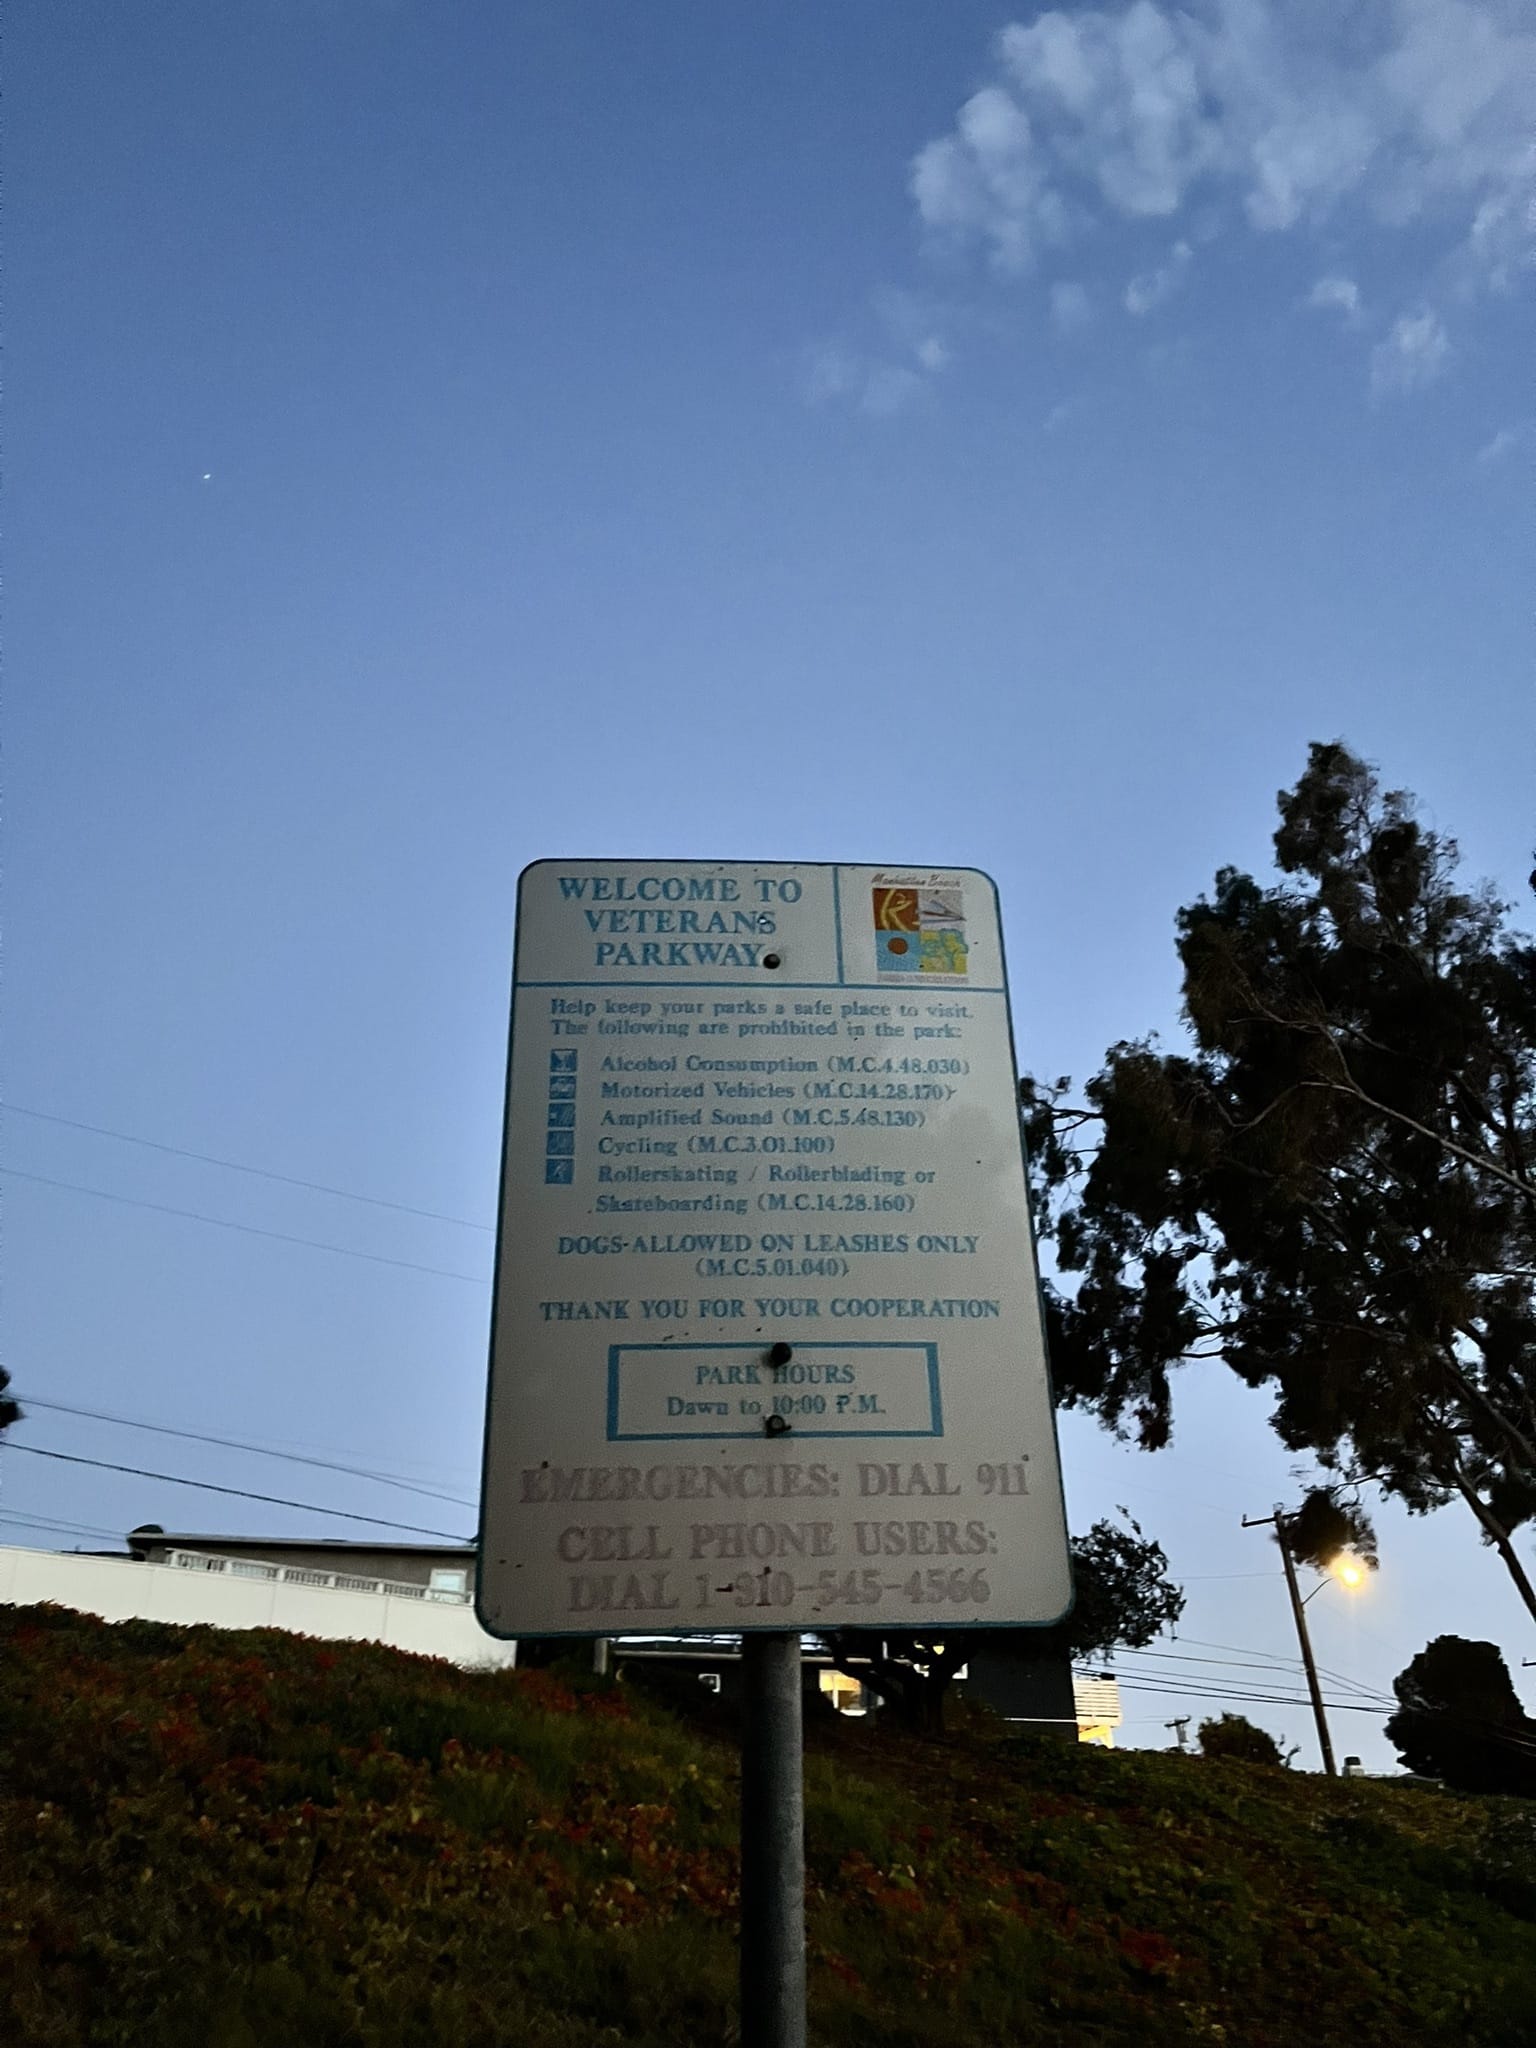 WELCOME TO
VETERANS
PARKWAY
Manhattan Beach
Help keep your parks a safe place to visit.
The following are prohibited in the park:
Alcohol Consumption (M.C.4.48.030)
Motorized Vehicles (M.C.14.28.170)
Amplified Sound (M.C.5.48.130)
Cycling (M.C.3.01.100)
Rollerskating / Rollerblading or
Skateboarding (M.C.14.28.160)
DOGS-ALLOWED ON LEASHES ONLY
(M.C.5.01.040)
THANK YOU FOR YOUR COOPERATION
PARK HOURS
Dawn to 10:00 P.M.
EMERGENCIES: DIAL 911
CELL PHONE USERS:
DIAL 1-310-545-4566